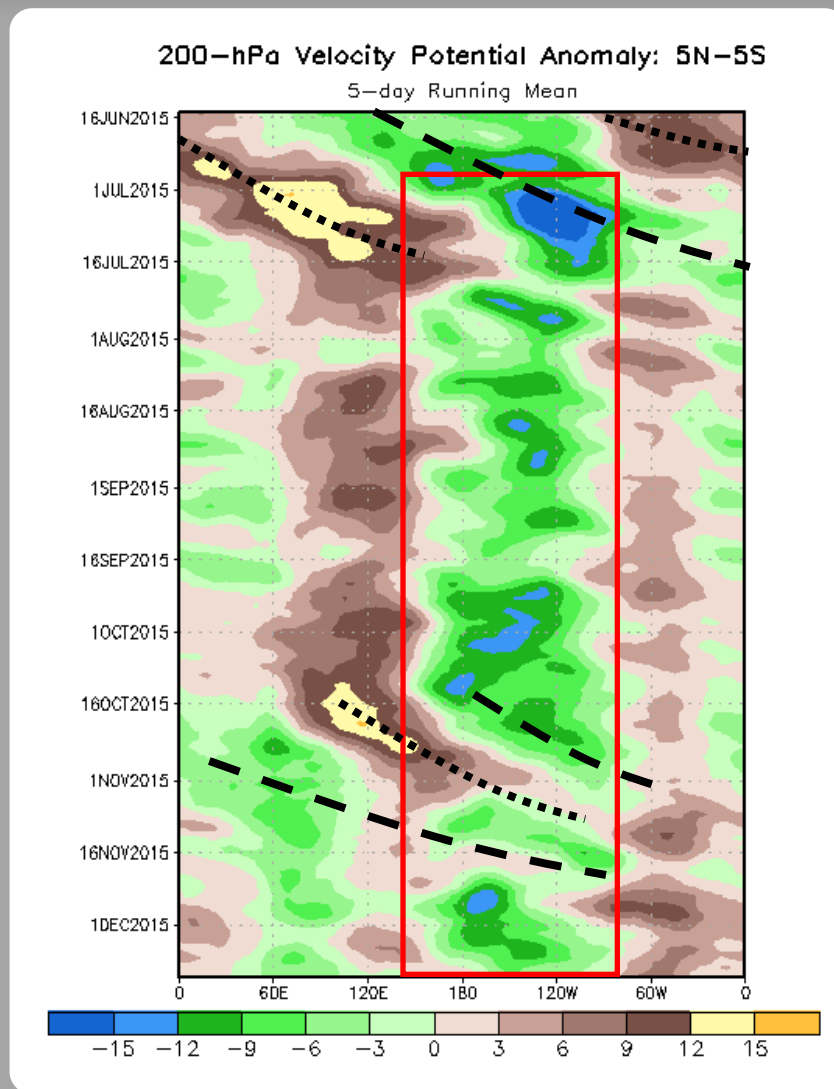 200-hPa Velocity Potential Anomaly: 5N-5S
5-day Running Mean
16JUN2015
1JUL2015
16JUL2015
1AUG2015
16AUG2015
1SEP2015
16SEP2015
1OCT2015
16OCT2015
1NOV2015
16NOV2015
1DEC2015
0 60E 120E 180 120W 60W 0
-15 -12 -9 -6 -3 0 3 6 9 12 15